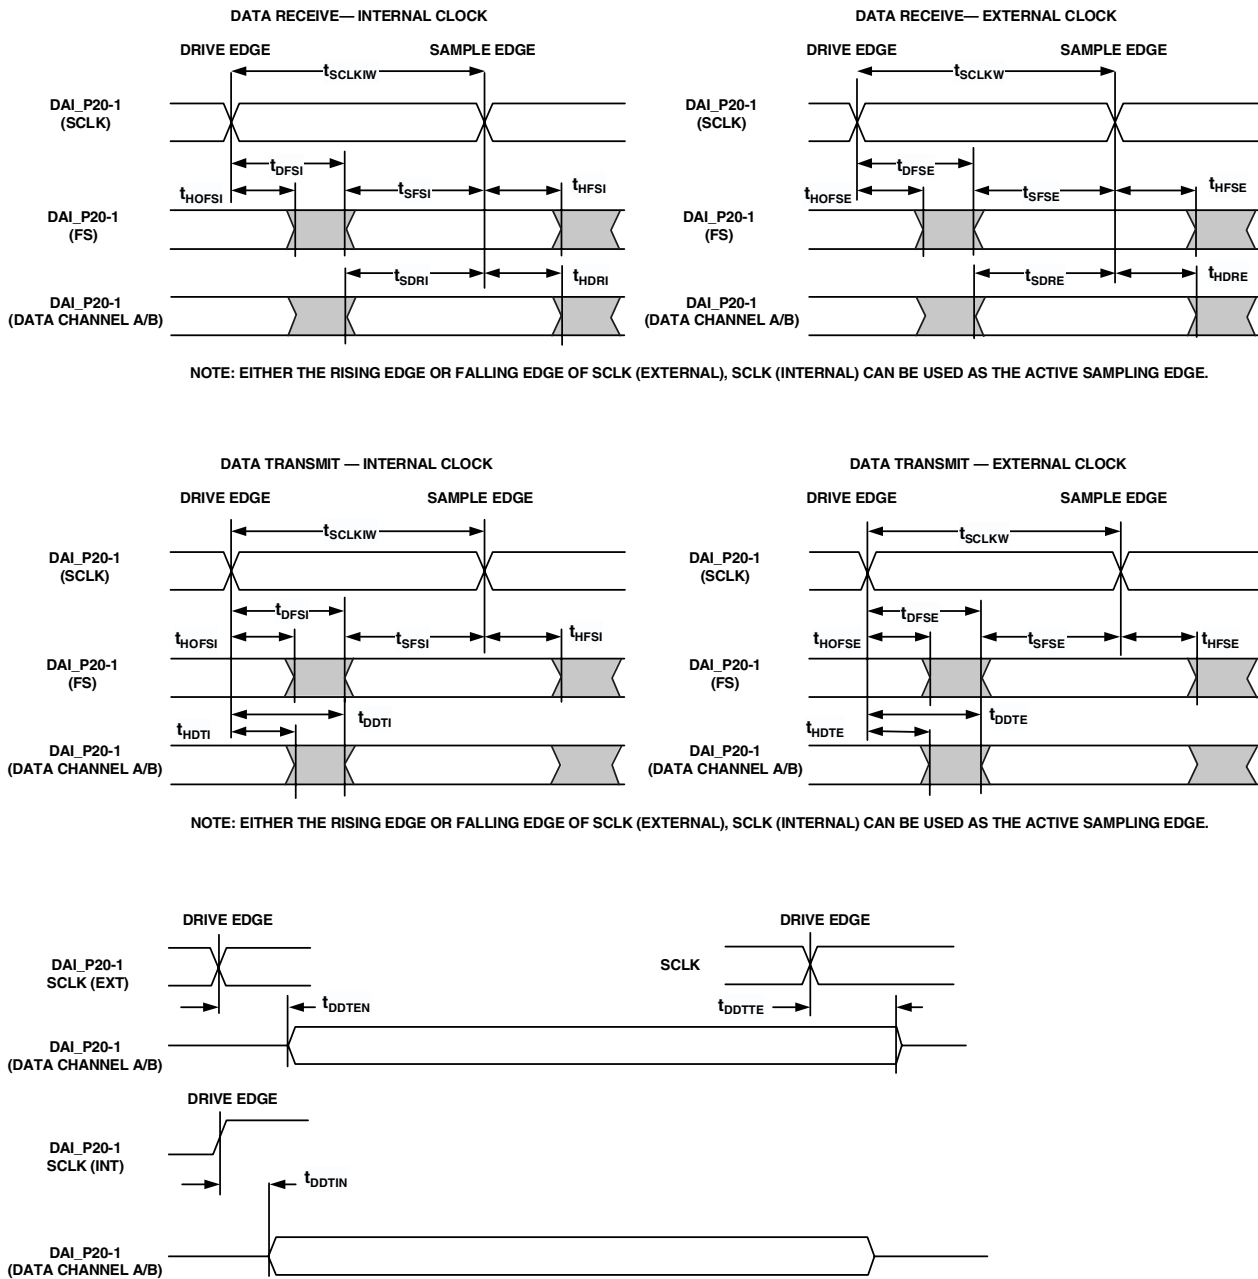 DATA RECEIVE— INTERNAL CLOCK
DRIVE EDGE
SAMPLE EDGE
tSCLKIW
DAI_P20-1
(SCLK)
tDFSI
tHOFSI
tSFSI
tHFSI
DAI_P20-1
(FS)
tSDRI
tHDRI
DAI_P20-1
(DATA CHANNEL A/B)
DATA RECEIVE— EXTERNAL CLOCK
DRIVE EDGE
SAMPLE EDGE
tSCLKW
DAI_P20-1
(SCLK)
tDFSE
tHOFSE
tSFSE
tHFSE
DAI_P20-1
(FS)
tSDRE
tHDRE
DAI_P20-1
(DATA CHANNEL A/B)
NOTE: EITHER THE RISING EDGE OR FALLING EDGE OF SCLK (EXTERNAL), SCLK (INTERNAL) CAN BE USED AS THE ACTIVE SAMPLING EDGE.
DATA TRANSMIT — INTERNAL CLOCK
DRIVE EDGE
SAMPLE EDGE
tSCLKIW
DAI_P20-1
(SCLK)
tDFSI
tHOFSI
tSFSI
tHFSI
DAI_P20-1
(FS)
tDDTI
tHDTI
DAI_P20-1
(DATA CHANNEL A/B)
DATA TRANSMIT — EXTERNAL CLOCK
DRIVE EDGE
SAMPLE EDGE
tSCLKW
DAI_P20-1
(SCLK)
tDFSE
tHOFSE
tSFSE
tHFSE
DAI_P20-1
(FS)
tDDTE
tHDTE
DAI_P20-1
(DATA CHANNEL A/B)
NOTE: EITHER THE RISING EDGE OR FALLING EDGE OF SCLK (EXTERNAL), SCLK (INTERNAL) CAN BE USED AS THE ACTIVE SAMPLING EDGE.
DRIVE EDGE
DRIVE EDGE
DAI_P20-1
SCLK (EXT)
SCLK
tDDTEN
tDDTTE
DAI_P20-1
(DATA CHANNEL A/B)
DRIVE EDGE
DAI_P20-1
SCLK (INT)
tDDTIN
DAI_P20-1
(DATA CHANNEL A/B)